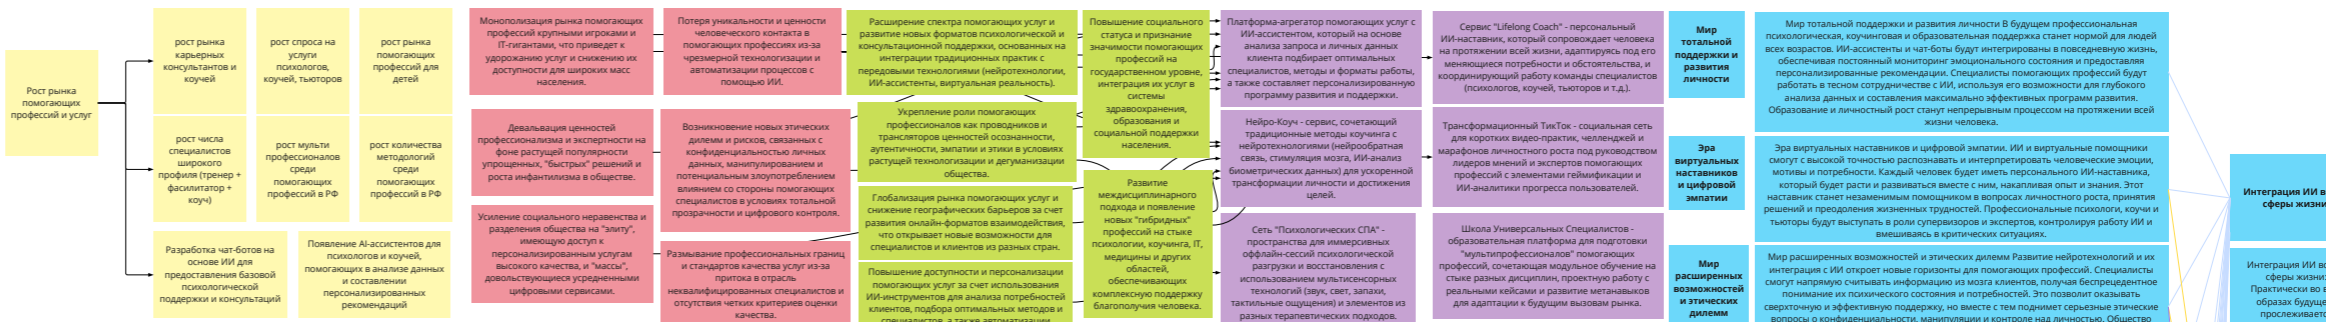 Рост рынка
помогающих
профессий и услуг
рост рынка
карьерных
консультантов и
коучей
рост спроса на
услуги
психологов,
коучей, тьюторов
рост рынка
помогающих
профессий для
детей
рост числа
специалистов
широкого
профиля (тренер +
фасилитатор +
коуч)
рост мульти
профессионалов
среди
помогающих
профессий в РФ
рост количества
методологий
среди
помогающих
профессий в РФ
Разработка чат-ботов на
основе ИИ для
предоставления базовой
психологической
поддержки и консультаций
Появление AI-ассистентов для
психологов и коучей,
помогающих в анализе данных
и составлении
персонализированных
рекомендаций
Монополизация рынка помогающих
профессий крупными игроками и
IT-гигантами, что приведет к
удорожанию услуг и снижению их
доступности для широких масс
населения.
Потеря уникальности и ценности
человеческого контакта в
помогающих профессиях из-за
чрезмерной технологизации и
автоматизации процессов с
помощью ИИ.
Девальвация ценностей
профессионализма и экспертности на
фоне растущей популярности
упрощенных, "быстрых" решений и
роста инфантилизма в обществе.
Возникновение новых этических
дилемм и рисков, связанных с
конфиденциальностью личных
данных, манипулированием и
потенциальным злоупотреблением
влиянием со стороны помогающих
специалистов в условиях тотальной
прозрачности и цифрового контроля.
Усиление социального неравенства и
разделения общества на "элиту",
имеющую доступ к
персонализированным услугам
высокого качества, и "массы",
довольствующиеся усредненными
цифровыми сервисами.
Размывание профессиональных границ
и стандартов качества услуг из-за
притока в отрасль
неквалифицированных специалистов и
отсутствия четких критериев оценки
качества.
Расширение спектра помогающих услуг и
развитие новых форматов психологической и
консультационной поддержки, основанных на
интеграции традиционных практик с
передовыми технологиями (нейротехнологии,
ИИ-ассистенты, виртуальная реальность).
Укрепление роли помогающих
профессионалов как проводников и
трансляторов ценностей осознанности,
аутентичности, эмпатии и этики в условиях
растущей технологизации и дегуманизации
общества.
Глобализация рынка помогающих услуг и
снижение географических барьеров за счет
развития онлайн-форматов взаимодействия,
что открывает новые возможности для
специалистов и клиентов из разных стран.
Повышение доступности и персонализации
помогающих услуг за счет использования
ИИ-инструментов для анализа потребностей
клиентов, подбора оптимальных методов и
специалистов, а также автоматизации
Повышение социального
статуса и признание
значимости помогающих
профессий на
государственном уровне,
интеграция их услуг в
системы
здравоохранения,
образования и
социальной поддержки
населения.
Развитие
междисциплинарного
подхода и появление
новых "гибридных"
профессий на стыке
психологии, коучинга, IT,
медицины и других
областей,
обеспечивающих
комплексную поддержку
благополучия человека.
Платформа-агрегатор помогающих услуг с
ИИ-ассистентом, который на основе
анализа запроса и личных данных
клиента подбирает оптимальных
специалистов, методы и форматы работы,
а также составляет персонализированную
программу развития и поддержки.
Нейро-Коуч - сервис, сочетающий
традиционные методы коучинга с
нейротехнологиями (нейрообратная
связь, стимуляция мозга, ИИ-анализ
биометрических данных) для ускоренной
трансформации личности и достижения
целей.
Сеть "Психологических СПА" -
пространства для иммерсивных
оффлайн-сессий психологической
разгрузки и восстановления с
использованием мультисенсорных
технологий (звук, свет, запахи,
тактильные ощущения) и элементов из
разных терапевтических подходов.
Сервис "Lifelong Coach" - персональный
ИИ-наставник, который сопровождает человека
на протяжении всей жизни, адаптируясь под его
меняющиеся потребности и обстоятельства, и
координирующий работу команды специалистов
(психологов, коучей, тьюторов и т.д.).
Трансформационный ТикТок - социальная сеть
для коротких видео-практик, челленджей и
марафонов личностного роста под руководством
лидеров мнений и экспертов помогающих
профессий с элементами геймификации и
ИИ-аналитики прогресса пользователей.
Школа Универсальных Специалистов -
образовательная платформа для подготовки
"мультипрофессионалов" помогающих
профессий, сочетающая модульное обучение на
стыке разных дисциплин, проектную работу с
реальными кейсами и развитие метанавыков
для адаптации к будущим вызовам рынка.
Мир
тотальной
поддержки и
развития
личности
Эра
виртуальных
наставников
и цифровой
эмпатии
Мир
расширенных
возможностей
и этических
дилемм
Мир тотальной поддержки и развития личности В будущем профессиональная
психологическая, коучинговая и образовательная поддержка станет нормой для людей
всех возрастов. ИИ-ассистенты и чат-боты будут интегрированы в повседневную жизнь,
обеспечивая постоянный мониторинг эмоционального состояния и предоставляя
персонализированные рекомендации. Специалисты помогающих профессий будут
работать в тесном сотрудничестве с ИИ, используя его возможности для глубокого
анализа данных и составления максимально эффективных программ развития.
Образование и личностный рост станут непрерывным процессом на протяжении всей
жизни человека.
Эра виртуальных наставников и цифровой эмпатии. ИИ и виртуальные помощники
смогут с высокой точностью распознавать и интерпретировать человеческие эмоции,
мотивы и потребности. Каждый человек будет иметь персонального ИИ-наставника,
который будет расти и развиваться вместе с ним, накапливая опыт и знания. Этот
наставник станет незаменимым помощником в вопросах личностного роста, принятия
решений и преодоления жизненных трудностей. Профессиональные психологи, коучи и
тьюторы будут выступать в роли супервизоров и экспертов, контролируя работу ИИ и
вмешиваясь в критических ситуациях.
Мир расширенных возможностей и этических дилемм Развитие нейротехнологий и их
интеграция с ИИ откроет новые горизонты для помогающих профессий. Специалисты
смогут напрямую считывать информацию из мозга клиентов, получая беспрецедентное
понимание их психического состояния и потребностей. Это позволит оказывать
сверхточную и эффективную поддержку, но вместе с тем поднимет серьезные этические
вопросы о конфиденциальности, манипуляции и контроле над личностью. Общество
Интеграция ИИ в
сферы жизни
Интеграция ИИ во
сферы жизни
Практически во в
образах будуще
прослеживаетс